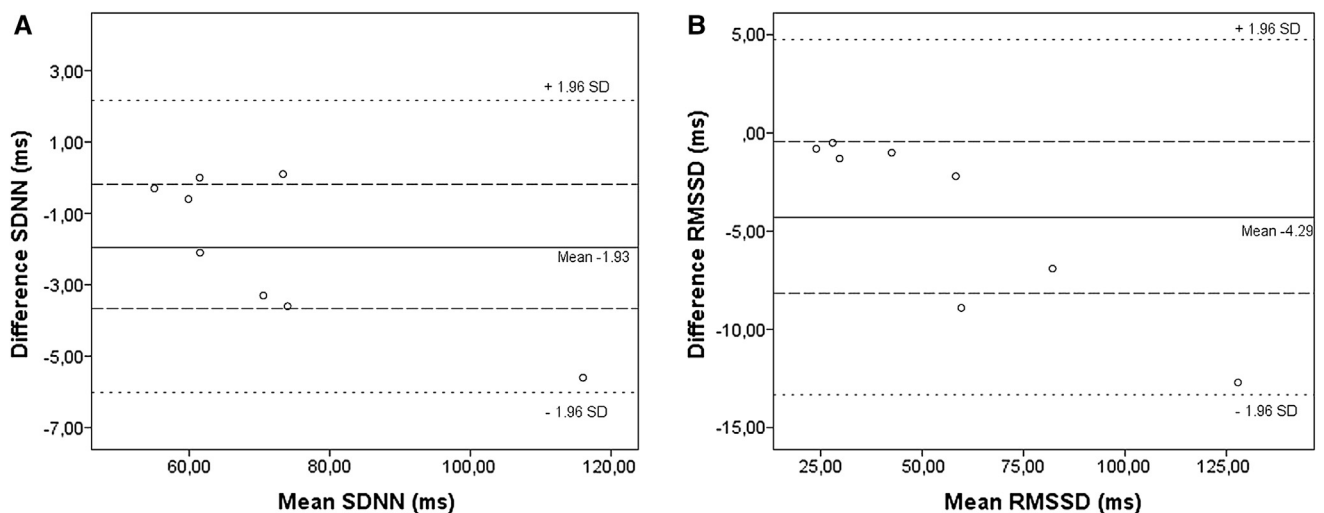 A
Difference SDNN (ms)
3,00
1,00
-1,00
-3,00
-5,00
-7,00
+ 1.96 SD
Mean -1.93
- 1.96 SD
60,00 80,00 100,00 120,00
Mean SDNN (ms)
B
Difference RMSSD (ms)
5,00
,00
-5,00
-10,00
-15,00
+ 1.96 SD
Mean -4.29
- 1.96 SD
25,00 50,00 75,00 100,00 125,00
Mean RMSSD (ms)